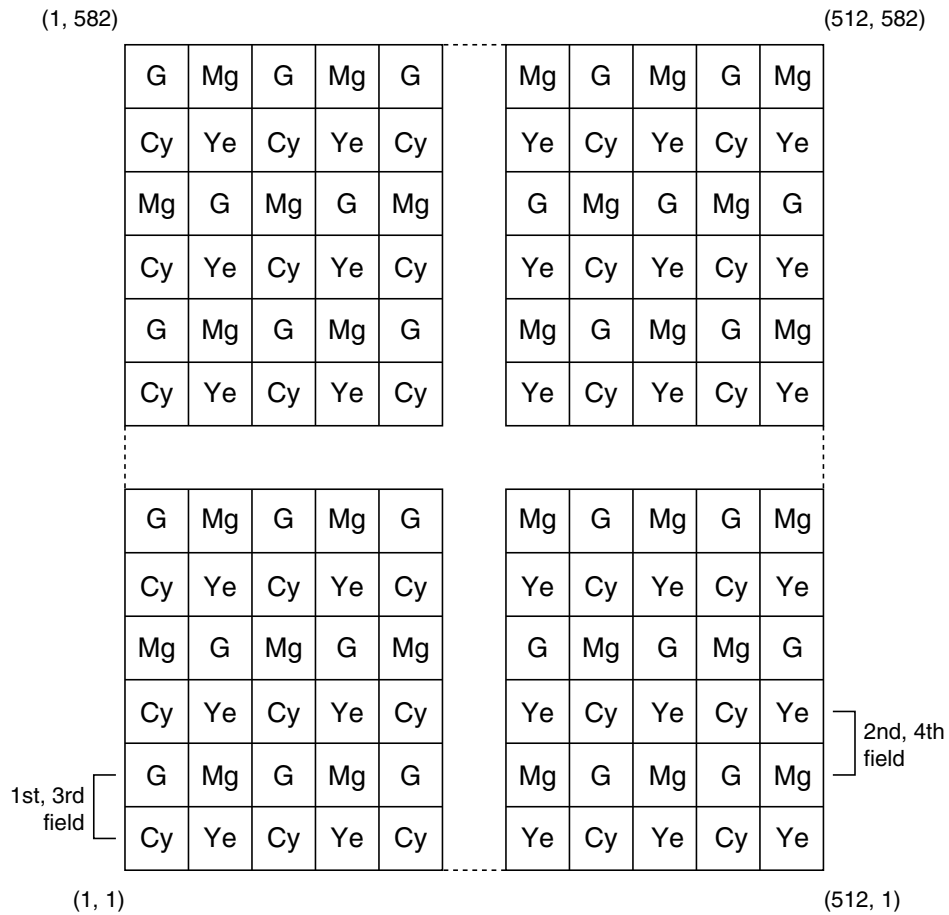 (1, 582) (512, 582)
G Mg G Mg G Mg G Mg G Mg
Cy Ye Cy Ye Cy Ye Cy Ye Cy Ye
Mg G Mg G Mg G Mg G Mg G
Cy Ye Cy Ye Cy Ye Cy Ye Cy Ye
G Mg G Mg G Mg G Mg G Mg
Cy Ye Cy Ye Cy Ye Cy Ye Cy Ye
G Mg G Mg G Mg G Mg G Mg
Cy Ye Cy Ye Cy Ye Cy Ye Cy Ye
Mg G Mg G Mg G Mg G Mg G
Cy Ye Cy Ye Cy Ye Cy Ye Cy Ye
2nd, 4th
field
G Mg G Mg G Mg G Mg G Mg
1st, 3rd
field
Cy Ye Cy Ye Cy Ye Cy Ye Cy Ye
(1, 1) (512, 1)